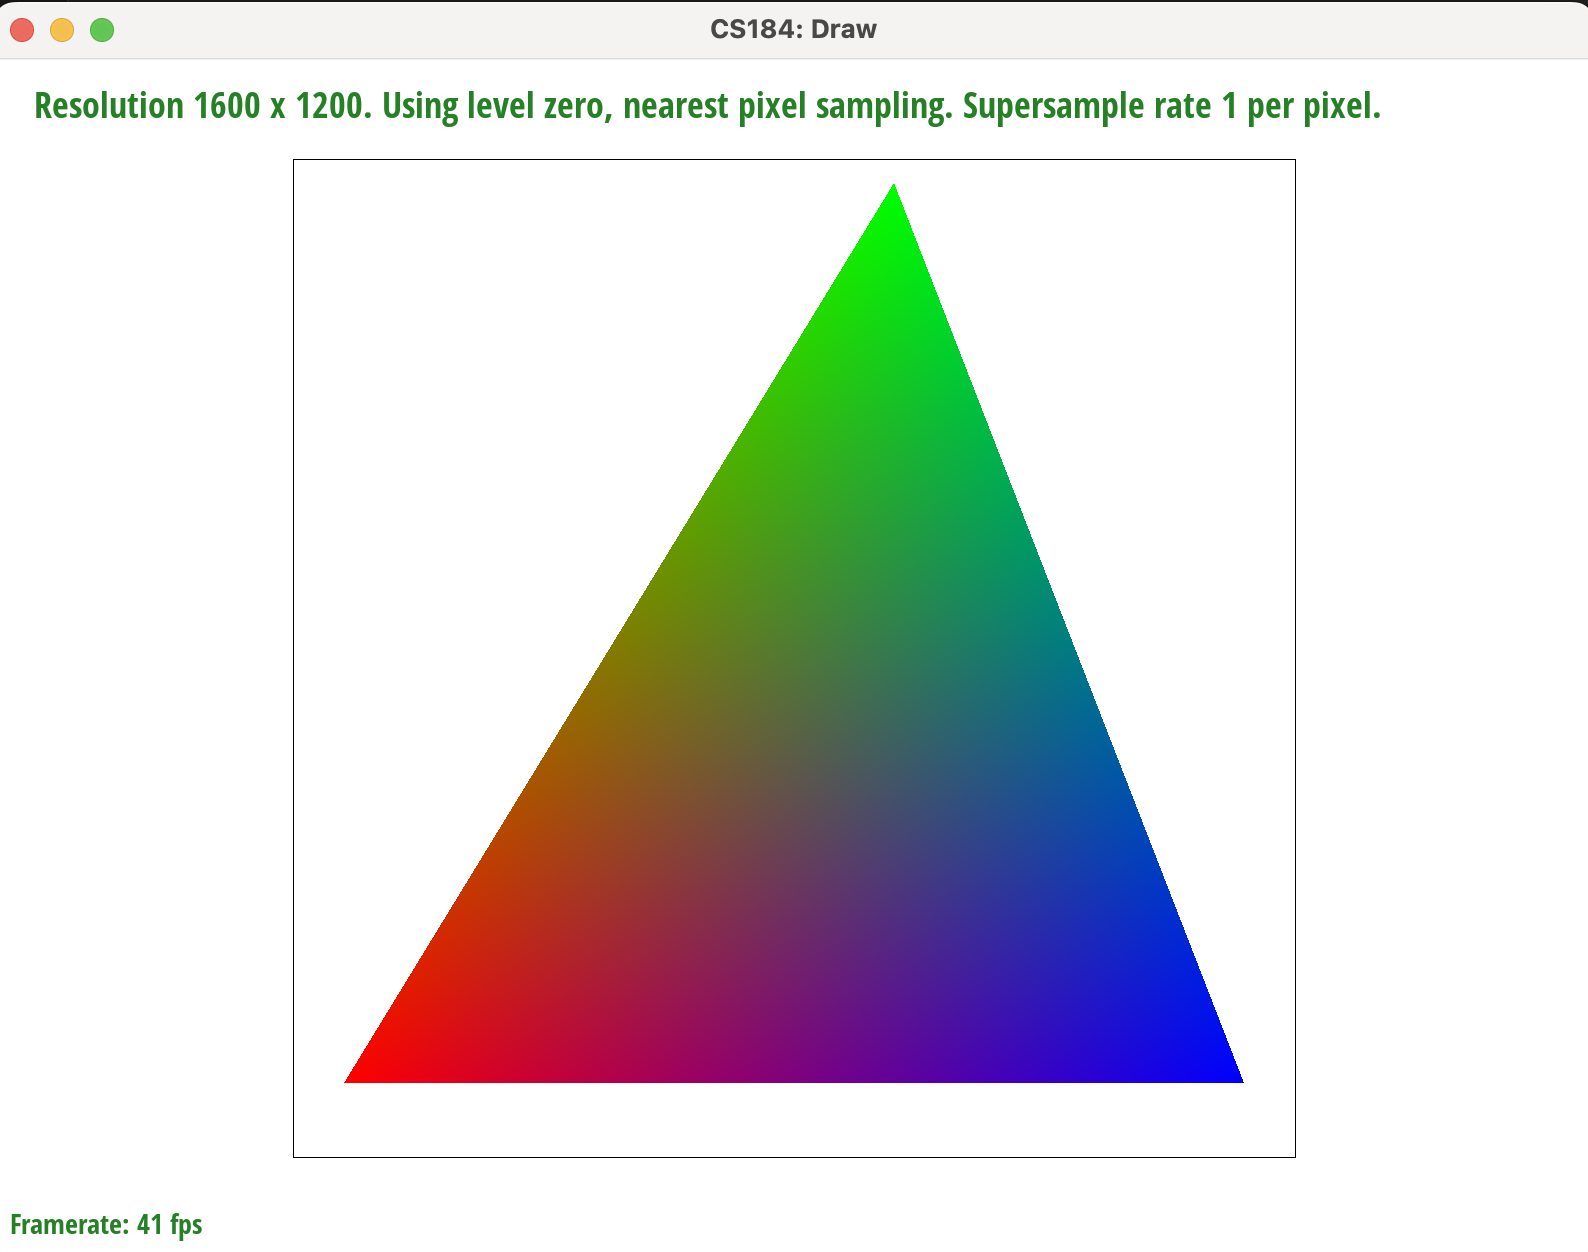 CS184: Draw
Resolution 1600 x 1200. Using level zero, nearest pixel sampling. Supersample rate 1 per pixel.
Framerate: 41 fps